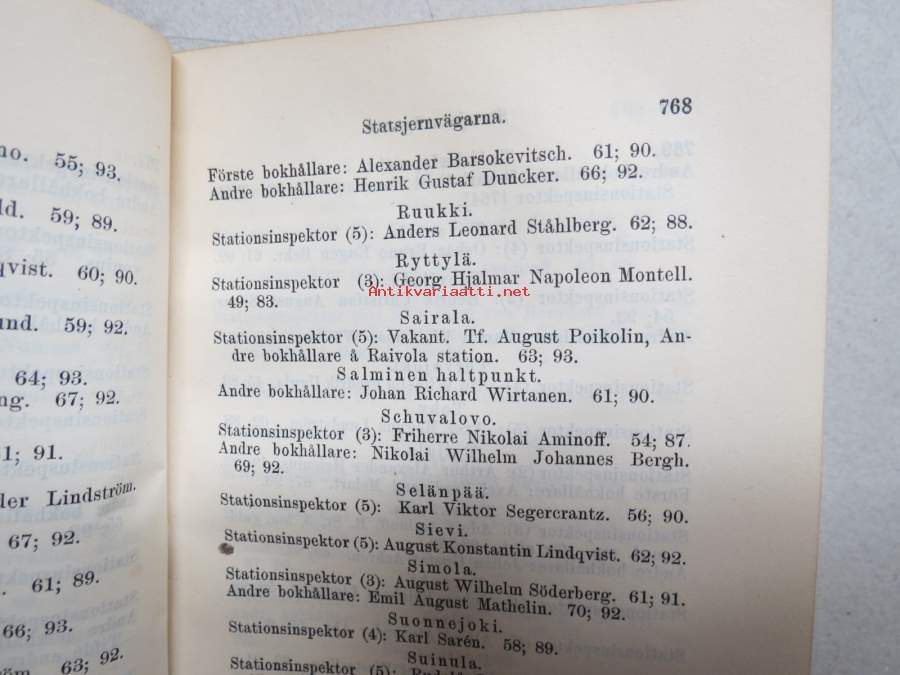 55; 93.
59; 89.
qvist. 60; 90.
und. 59; 92.
64; 93.
ng. 67; 92.
61; 91.
der Lindström.
67; 92.
61; 89.
66; 93.
63; 92.
Statsjernvägarna. 768
Förste bokhållare: Alexander Barsokevitsch. 61; 90.
Andre bokhållare: Henrik Gustaf Duncker. 66; 92.
Ruukki.
Stationsinspektor (5): Anders Leonard Ståhlberg. 62; 88.
Ryttylä.
Stationsinspektor (3): Georg Hjalmar Napoleon Montell.
49; 83.
Antikvariaatti.net
Sairala.
Stationsinspektor (5): Vakant. Tf. August Poikolin, An-
dre bokhållare å Raivola station. 63; 93.
Salminen haltpunkt.
Andre bokhållare: Johan Richard Wirtanen. 61; 90.
Schuvalovo.
Stationsinspektor (3): Friherre Nikolai Aminoff. 54; 87.
Andre bokhållare: Nikolai Wilhelm Johannes Bergh.
69; 92.
Selänpää.
Stationsinspektor (5): Karl Viktor Segercrantz. 56; 90.
Sievi.
Stationsinspektor (5): August Konstantin Lindqvist. 62; 92.
Simola.
Stationsinspektor (3): August Wilhelm Söderberg. 61; 91.
Andre bokhållare: Emil August Mathelin. 70; 92.
Suonnejoki.
Stationsinspektor (4): Karl Sarén. 58; 89.
Suinula.
Stationsinspektor (5):